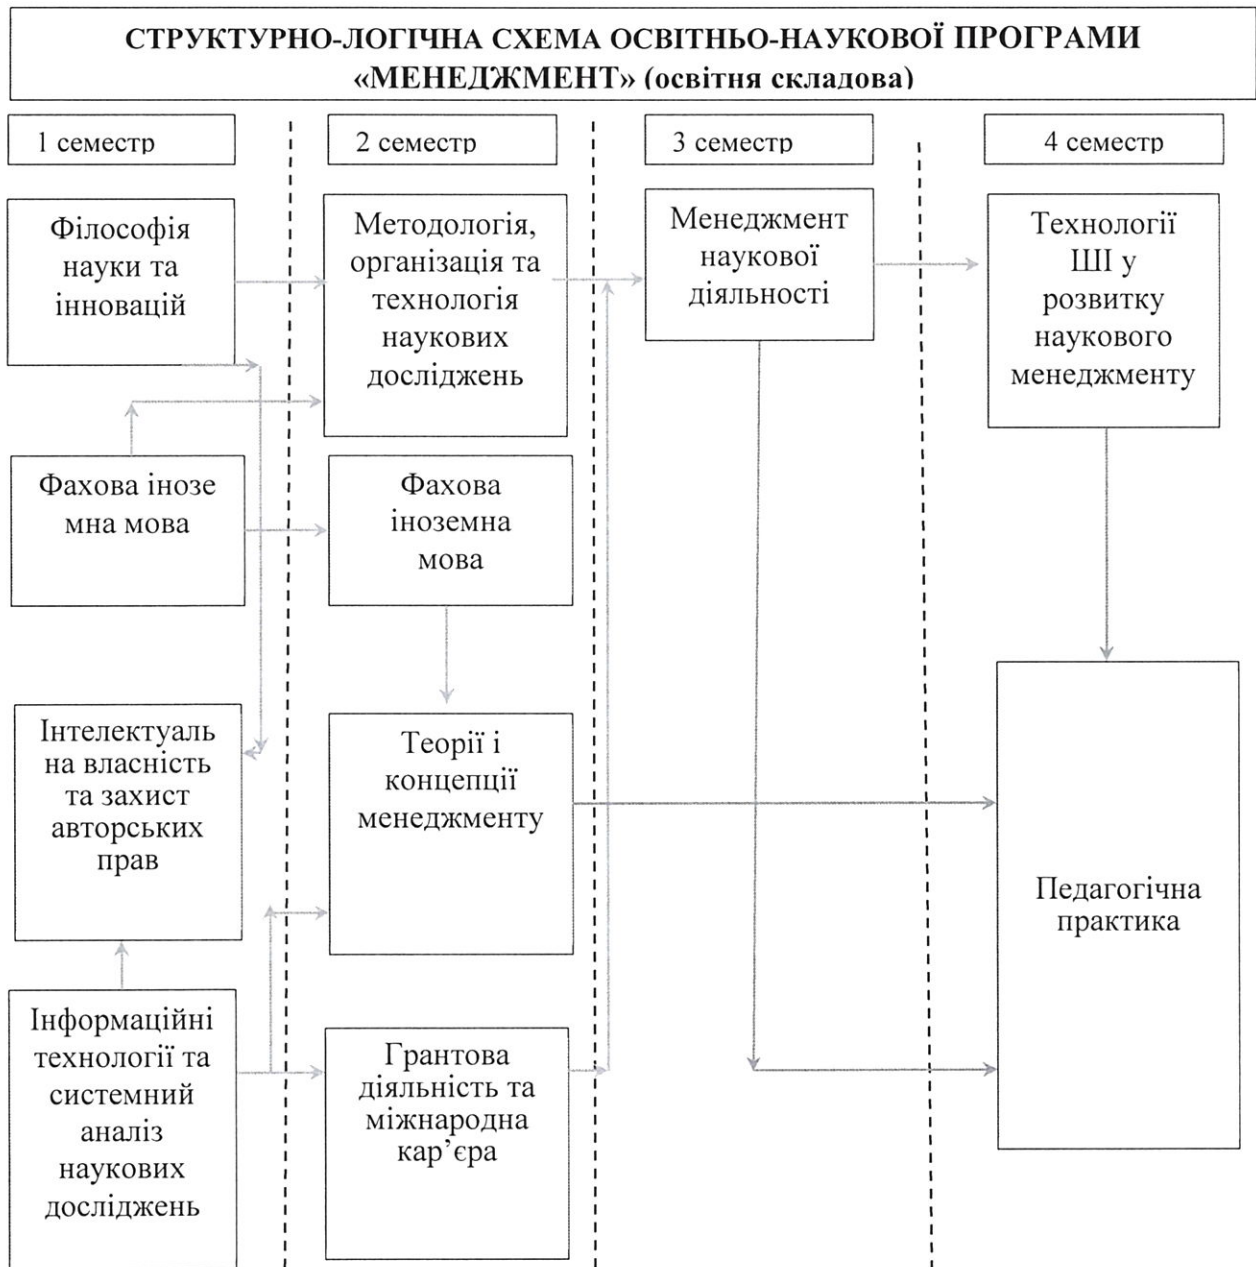 СТРУКТУРНО-ЛОГІЧНА СХЕМА ОСВІТНЬО-НАУКОВОЇ ПРОГРАМИ
«МЕНЕДЖМЕНТ» (освітня складова)
1 семестр
2 семестр
3 семестр
4 семестр
Філософія
науки та
інновацій
Методологія,
організація та
технологія
наукових
досліджень
Менеджмент
наукової
діяльності
Технології
ШІ у
розвитку
наукового
менеджменту
Фахова інозе
мна мова
Фахова
іноземна
мова
Інтелектуаль
на власність
та захист
авторських
прав
Теорії і
концепції
менеджменту
Педагогічна
практика
Інформаційні
технології та
системний
аналіз
наукових
досліджень
Грантова
діяльність та
міжнародна
кар’єра